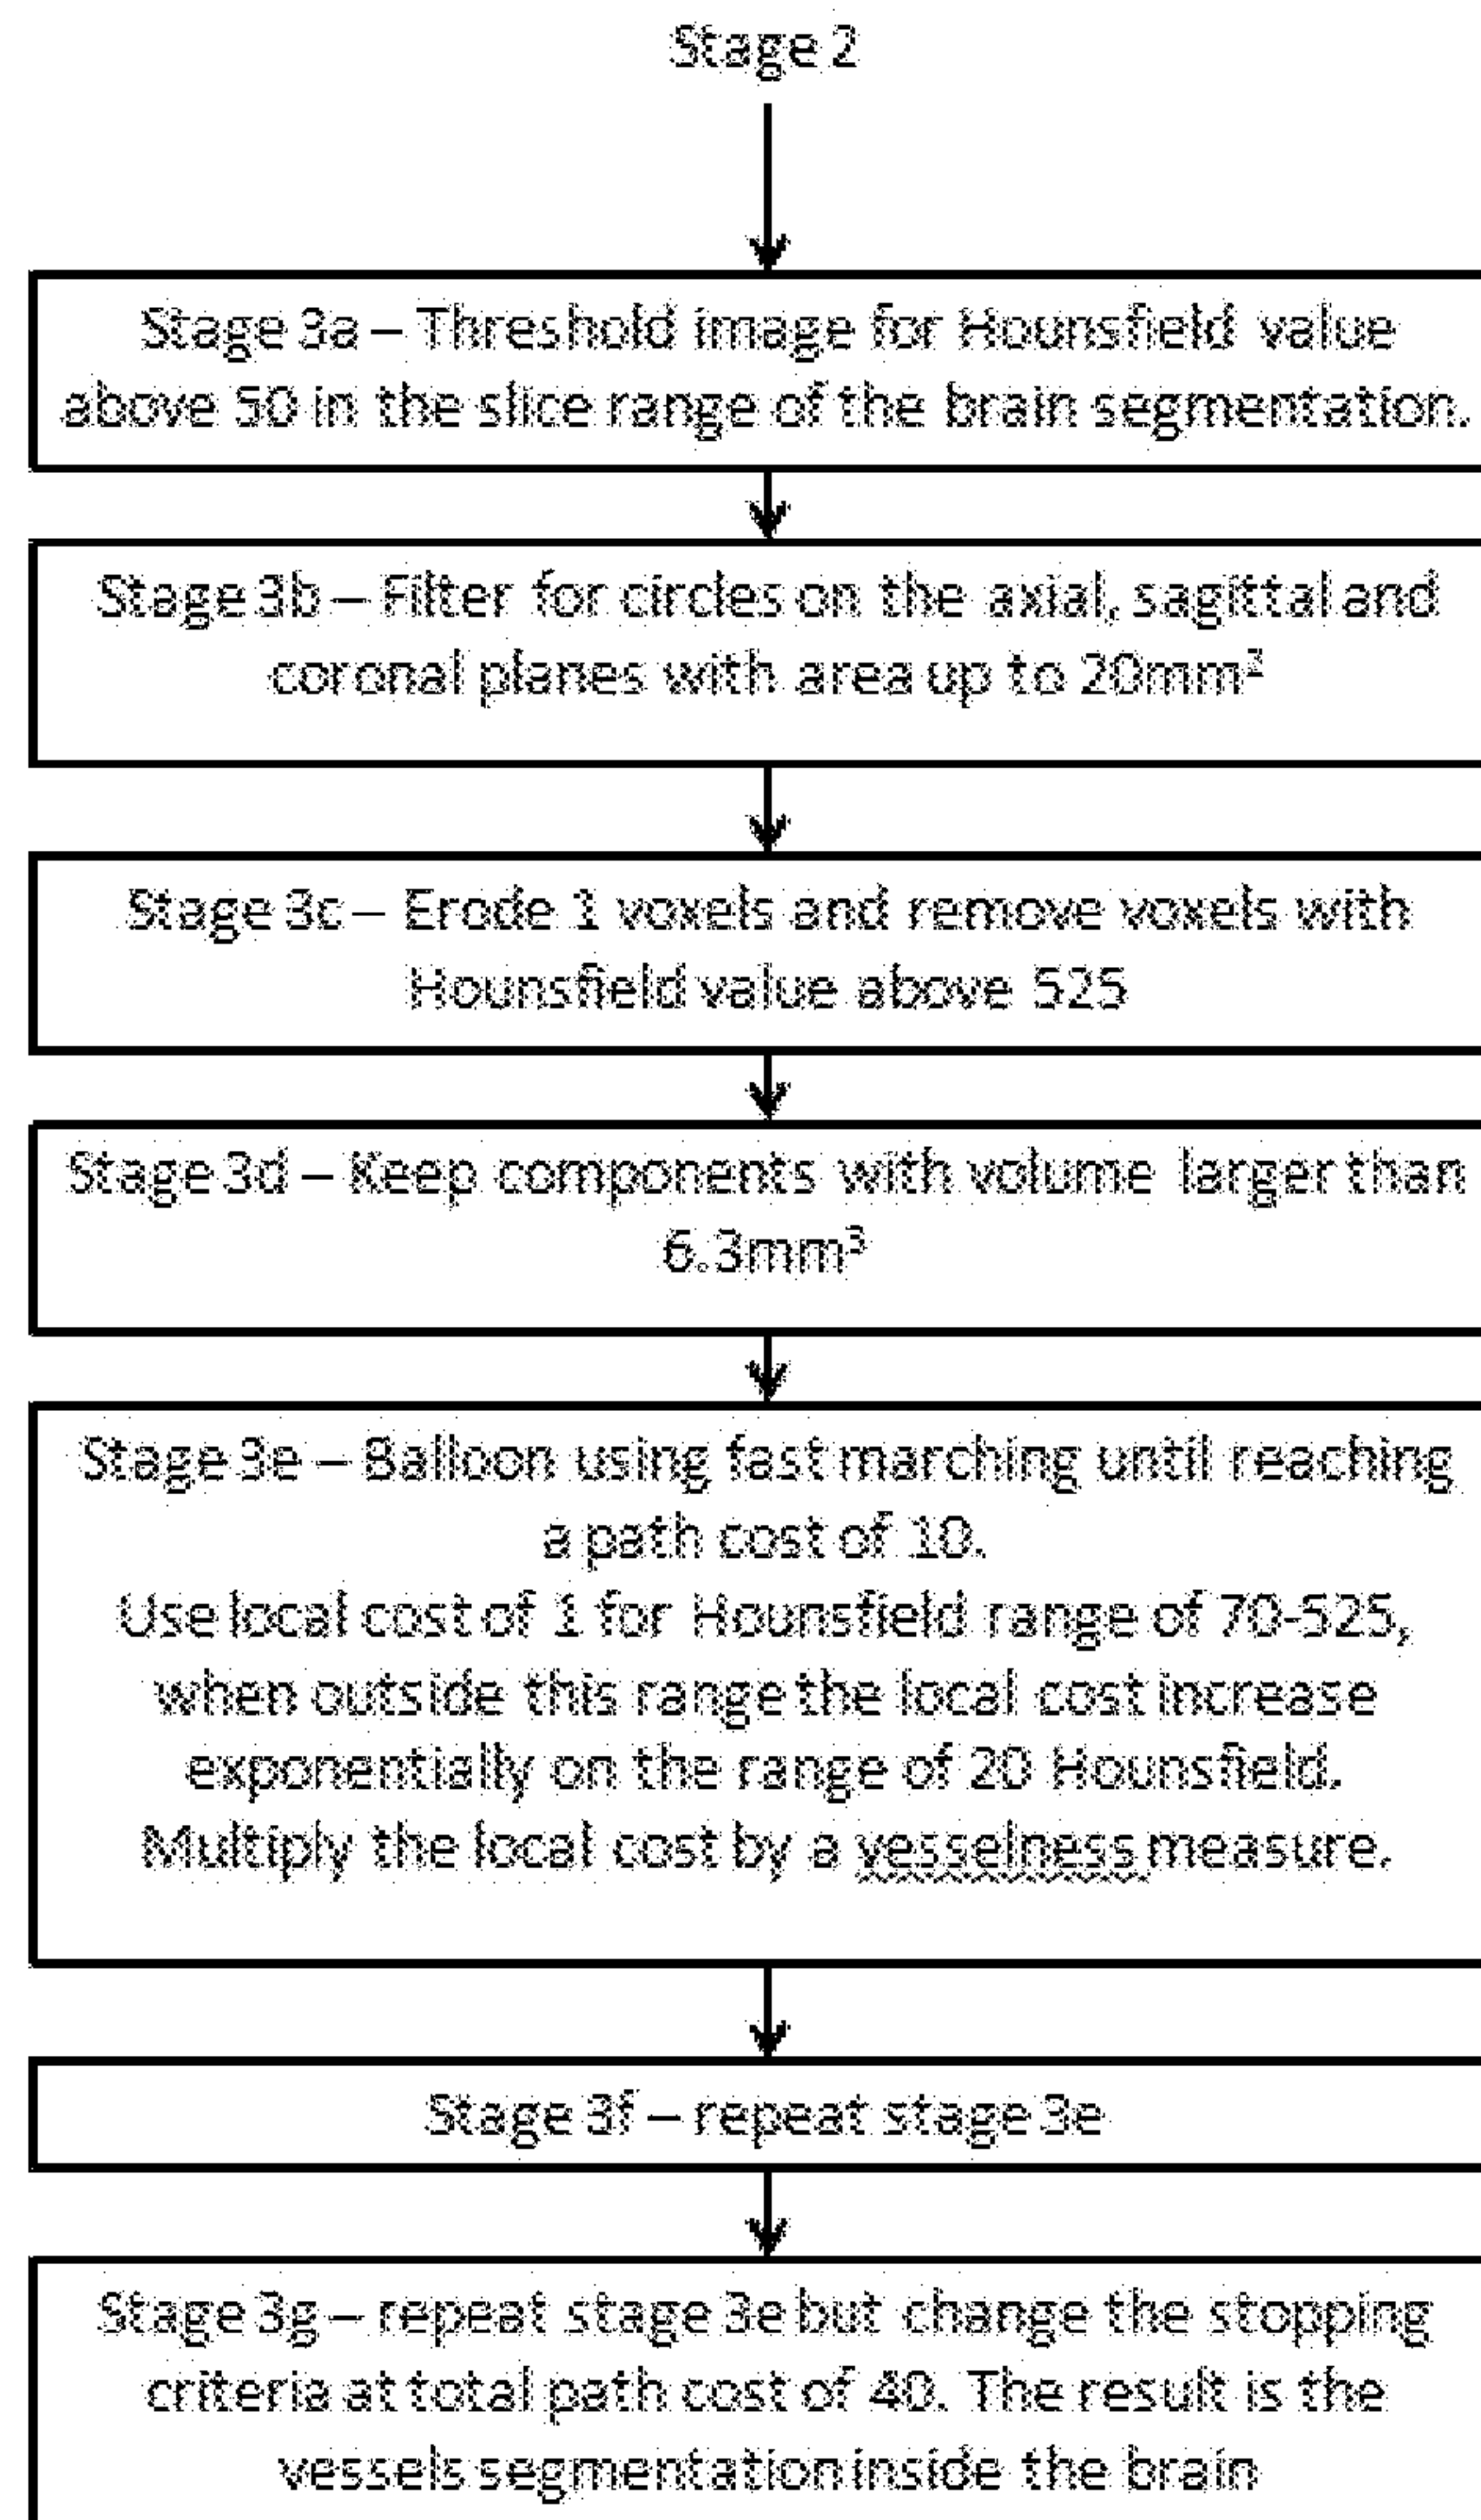 Stage 2
Stage 3a – Threshold image for Hounsfield value
above 50 in the slice range of the brain segmentation.
Stage 3b – Filter for circles on the axial, sagittal and
coronal planes with area up to 20mm²
Stage 3c – Erode 1 voxels and remove voxels with
Hounsfield value above 525
Stage 3d – Keep components with volume larger than
6.3mm³
Stage 3e – Balloon using fast marching until reaching
a path cost of 10.
Use local cost of 1 for Hounsfield range of 70-525,
when outside this range the local cost increase
exponentially on the range of 20 Hounsfield.
Multiply the local cost by a vesselness measure.
Stage 3f – repeat stage 3e
Stage 3g – repeat stage 3e but change the stopping
criteria at total path cost of 40. The result is the
vessels segmentation inside the brain